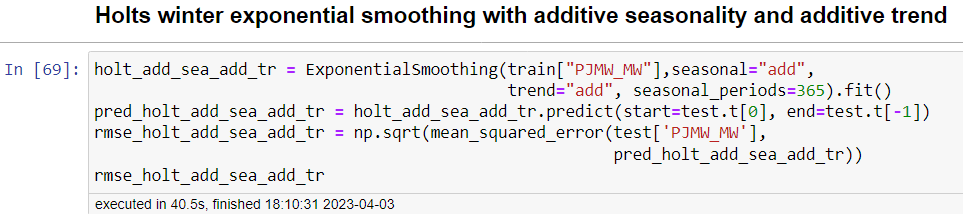 Holts winter exponential smoothing with additive seasonality and additive trend
In [69]: holt_add_sea_add_tr = ExponentialSmoothing(train["PJMW_MW"],seasonal="add",
trend="add", seasonal_periods=365).fit()
pred_holt_add_sea_add_tr = holt_add_sea_add_tr.predict(start=test.t[0], end=test.t[-1])
rmse_holt_add_sea_add_tr = np.sqrt(mean_squared_error(test['PJMW_MW'],
pred_holt_add_sea_add_tr))
rmse_holt_add_sea_add_tr
executed in 40.5s, finished 18:10:31 2023-04-03